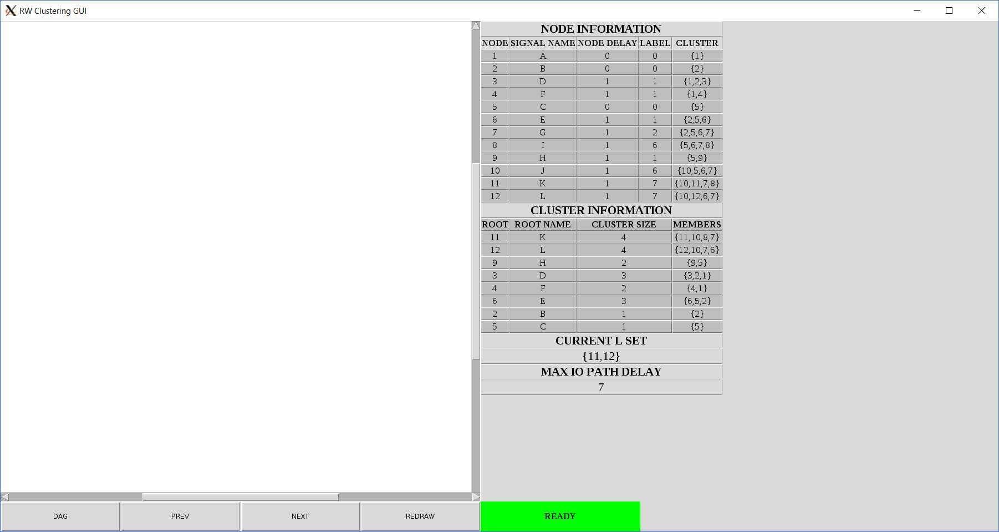 RW Clustering GUI
NODE INFORMATION
NODE SIGNAL NAME NODE DELAY LABEL CLUSTER
1 A 0 0 {1}
2 B 0 0 {2}
3 D 1 1 {1,2,3}
4 F 1 1 {1,4}
5 C 0 0 {5}
6 E 1 1 {2,5,6}
7 G 1 2 {2,5,6,7}
8 I 1 6 {5,6,7,8}
9 H 1 1 {5,9}
10 J 1 6 {10,5,6,7}
11 K 1 7 {10,11,7,8}
12 L 1 7 {10,12,6,7}
CLUSTER INFORMATION
ROOT ROOT NAME CLUSTER SIZE MEMBERS
11 K 4 {11,10,8,7}
12 L 4 {12,10,7,6}
9 H 2 {9,5}
3 D 3 {3,2,1}
4 F 2 {4,1}
6 E 3 {6,5,2}
2 B 1 {2}
5 C 1 {5}
CURRENT L SET
{11,12}
MAX IO PATH DELAY
7
DAG PREV NEXT REDRAW READY